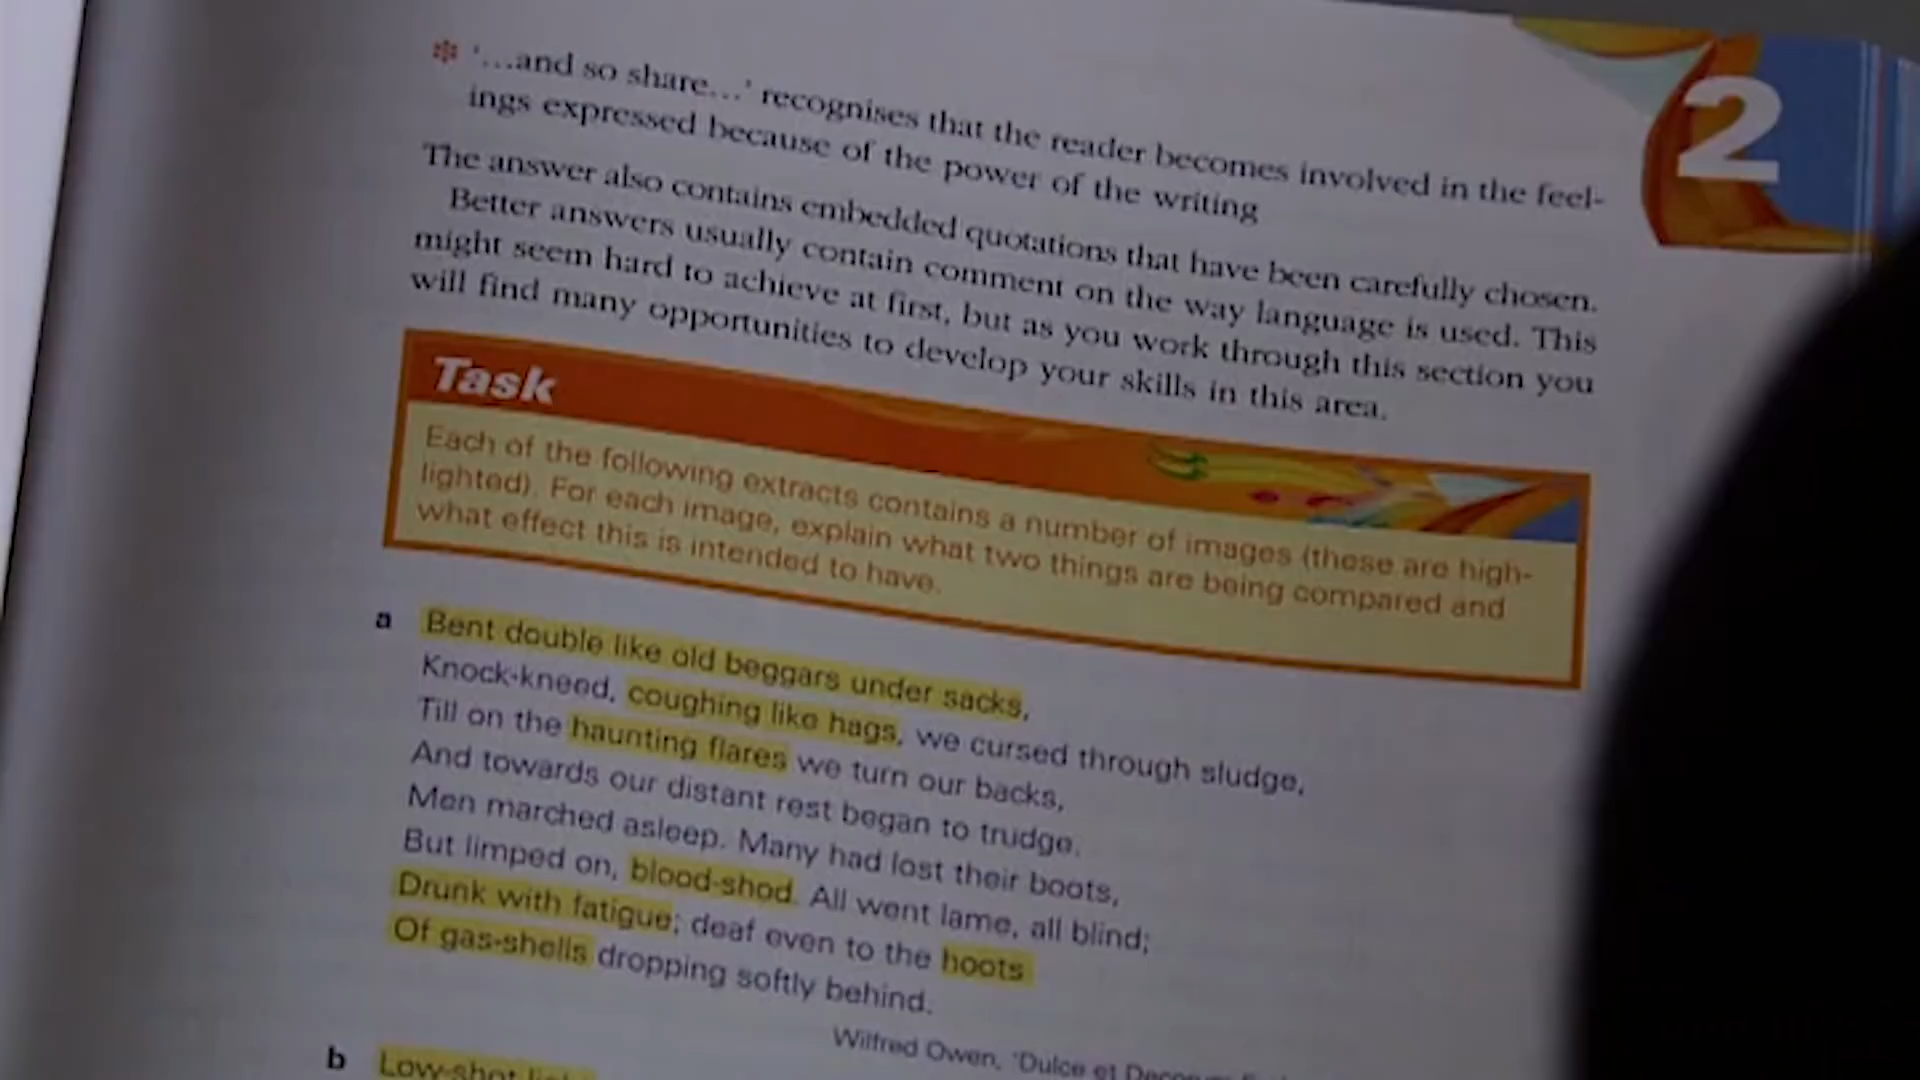 2
* '…and so share…' recognises that the reader becomes involved in the feel-
ings expressed because of the power of the writing
The answer also contains embedded quotations that have been carefully chosen.
Better answers usually contain comment on the way language is used. This
might seem hard to achieve at first, but as you work through this section you
will find many opportunities to develop your skills in this area.
Task
Each of the following extracts contains a number of images (these are high-
lighted). For each image, explain what two things are being compared and
what effect this is intended to have.
a Bent double like old beggars under sacks,
Knock-kneed, coughing like hags, we cursed through sludge,
Till on the haunting flares we turn our backs,
And towards our distant rest began to trudge.
Men marched asleep. Many had lost their boots,
But limped on, blood-shod. All went lame, all blind;
Drunk with fatigue; deaf even to the hoots
Of gas-shells dropping softly behind.
Wilfred Owen, 'Dulce et Decorum
b Low-shot